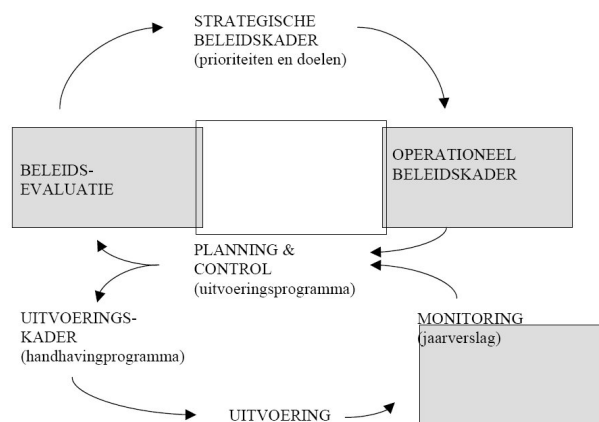 STRATEGISCHE
BELEIDSKADER
(prioriteiten en doelen)
BELEIDS-
EVALUATIE
OPERATIONEEL
BELEIDSKADER
PLANNING &
CONTROL
(uitvoeringsprogramma)
UITVOERINGS-
KADER
(handhavingprogramma)
MONITORING
(jaarverslag)
UITVOERING